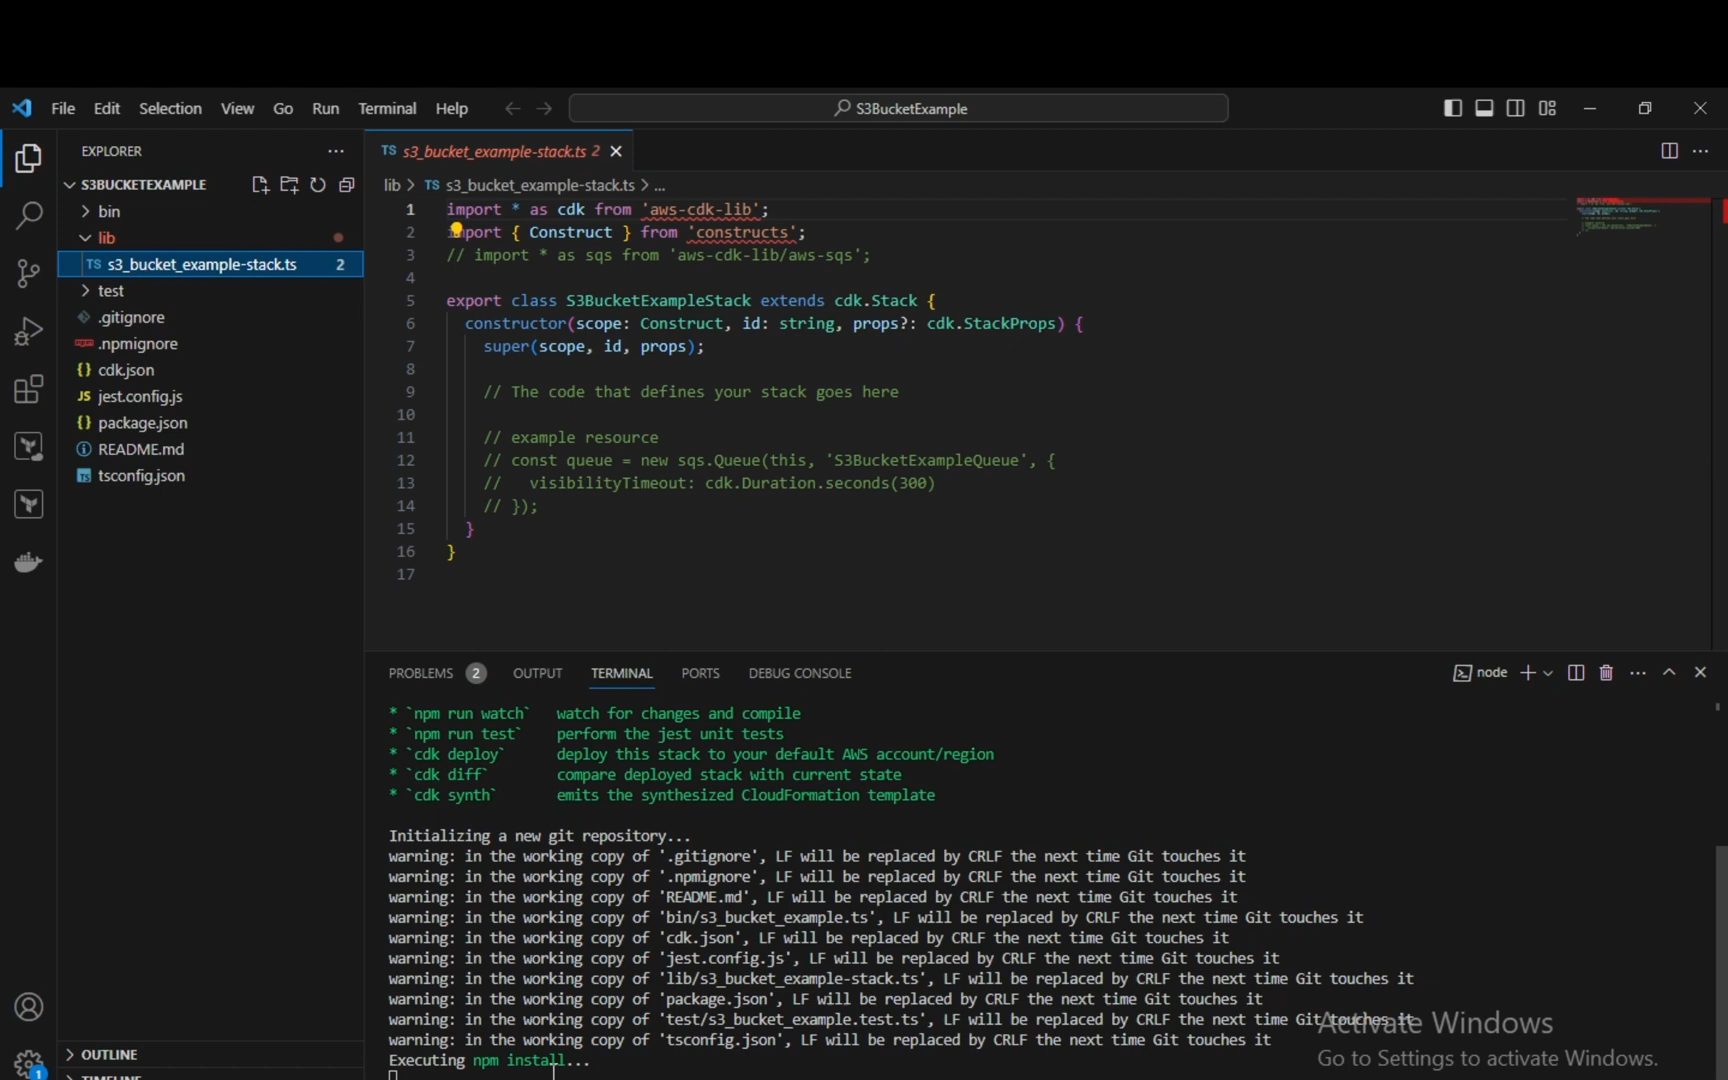 File Edit Selection View Go Run Terminal Help
S3BucketExample
EXPLORER
S3BUCKETEXAMPLE
bin
lib
TS s3_bucket_example-stack.ts 2
test
.gitignore
.npmignore
{} cdk.json
JS jest.config.js
{} package.json
README.md
TS tsconfig.json
OUTLINE
TIMELINE
1
TS s3_bucket_example-stack.ts 2
lib > TS s3_bucket_example-stack.ts > ...
1 import * as cdk from 'aws-cdk-lib';
2 import { Construct } from 'constructs';
3 // import * as sqs from 'aws-cdk-lib/aws-sqs';
4
5 export class S3BucketExampleStack extends cdk.Stack {
6 constructor(scope: Construct, id: string, props?: cdk.StackProps) {
7 super(scope, id, props);
8
9 // The code that defines your stack goes here
10
11 // example resource
12 // const queue = new sqs.Queue(this, 'S3BucketExampleQueue', {
13 //   visibilityTimeout: cdk.Duration.seconds(300)
14 // });
15 }
16 }
17
PROBLEMS 2 OUTPUT TERMINAL PORTS DEBUG CONSOLE
node
* `npm run watch`   watch for changes and compile
* `npm run test`    perform the jest unit tests
* `cdk deploy`      deploy this stack to your default AWS account/region
* `cdk diff`        compare deployed stack with current state
* `cdk synth`       emits the synthesized CloudFormation template
Initializing a new git repository...
warning: in the working copy of '.gitignore', LF will be replaced by CRLF the next time Git touches it
warning: in the working copy of '.npmignore', LF will be replaced by CRLF the next time Git touches it
warning: in the working copy of 'README.md', LF will be replaced by CRLF the next time Git touches it
warning: in the working copy of 'bin/s3_bucket_example.ts', LF will be replaced by CRLF the next time Git touches it
warning: in the working copy of 'cdk.json', LF will be replaced by CRLF the next time Git touches it
warning: in the working copy of 'jest.config.js', LF will be replaced by CRLF the next time Git touches it
warning: in the working copy of 'lib/s3_bucket_example-stack.ts', LF will be replaced by CRLF the next time Git touches it
warning: in the working copy of 'package.json', LF will be replaced by CRLF the next time Git touches it
warning: in the working copy of 'test/s3_bucket_example.test.ts', LF will be replaced by CRLF the next time Git touches it
warning: in the working copy of 'tsconfig.json', LF will be replaced by CRLF the next time Git touches it
Executing npm install...
Activate Windows
Go to Settings to activate Windows.